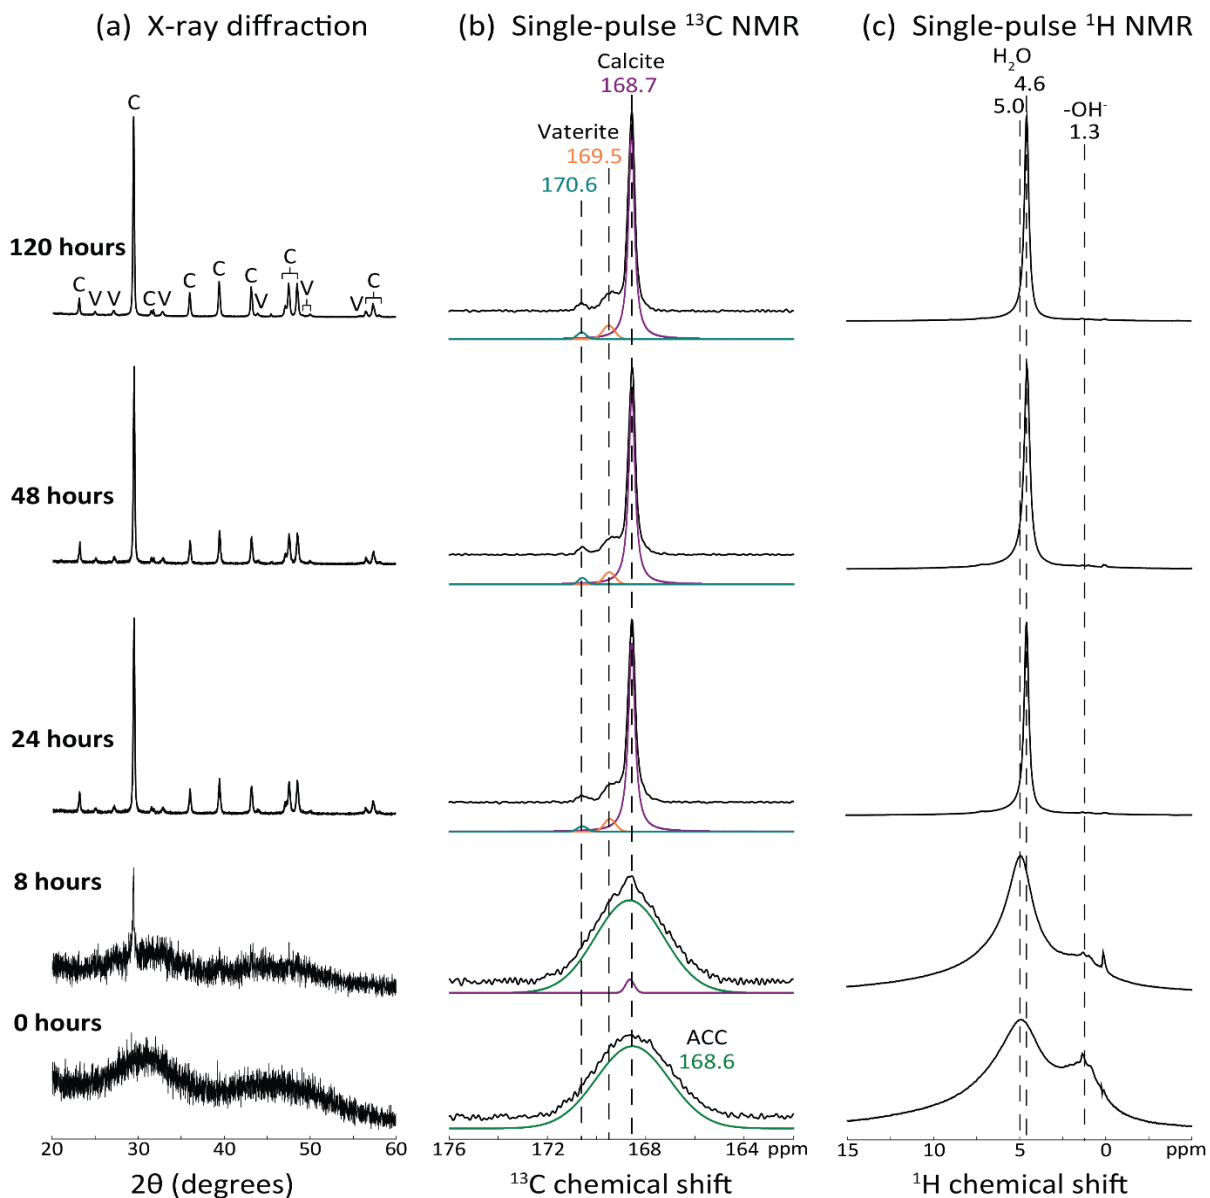 (a) X-ray diffraction
(b) Single-pulse ¹³C NMR
(c) Single-pulse ¹H NMR
C
C V V C V C C C V C V V C
120 hours
48 hours
24 hours
8 hours
0 hours
20 30 40 50 60
2θ (degrees)
Calcite
168.7
Vaterite
169.5
170.6
ACC
168.6
176 172 168 164 ppm
¹³C chemical shift
H₂O
4.6
5.0
-OH⁻
1.3
15 10 5 0 ppm
¹H chemical shift